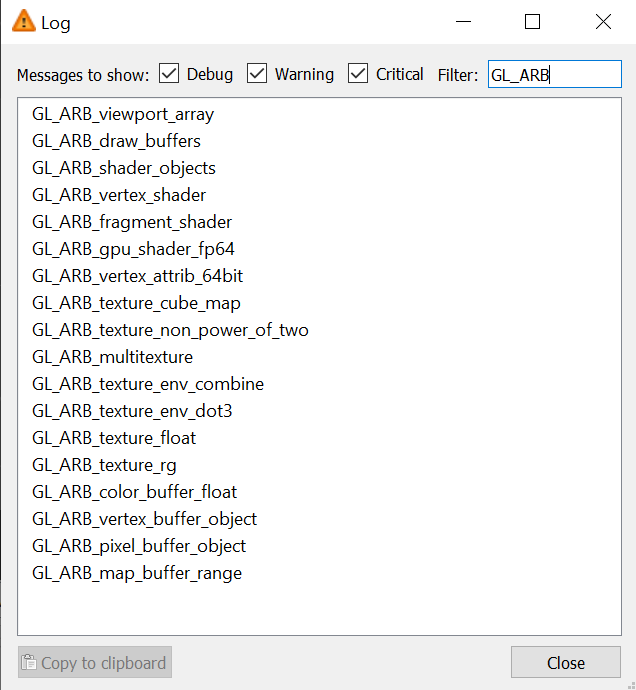 Log
Messages to show: Debug Warning Critical Filter: GL_ARB
GL_ARB_viewport_array
GL_ARB_draw_buffers
GL_ARB_shader_objects
GL_ARB_vertex_shader
GL_ARB_fragment_shader
GL_ARB_gpu_shader_fp64
GL_ARB_vertex_attrib_64bit
GL_ARB_texture_cube_map
GL_ARB_texture_non_power_of_two
GL_ARB_multitexture
GL_ARB_texture_env_combine
GL_ARB_texture_env_dot3
GL_ARB_texture_float
GL_ARB_texture_rg
GL_ARB_color_buffer_float
GL_ARB_vertex_buffer_object
GL_ARB_pixel_buffer_object
GL_ARB_map_buffer_range
Copy to clipboard Close